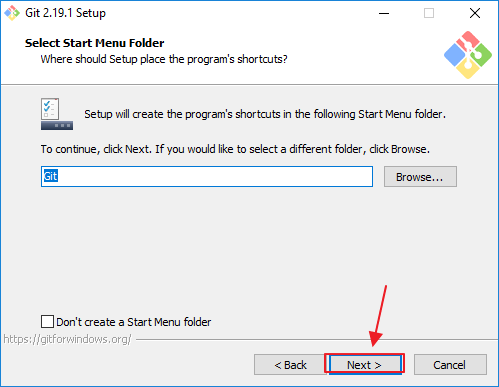 Git 2.19.1 Setup
Select Start Menu Folder
Where should Setup place the program's shortcuts?
Setup will create the program's shortcuts in the following Start Menu folder.
To continue, click Next. If you would like to select a different folder, click Browse.
Git
Browse...
Don't create a Start Menu folder
https://gitforwindows.org/
< Back
Next >
Cancel